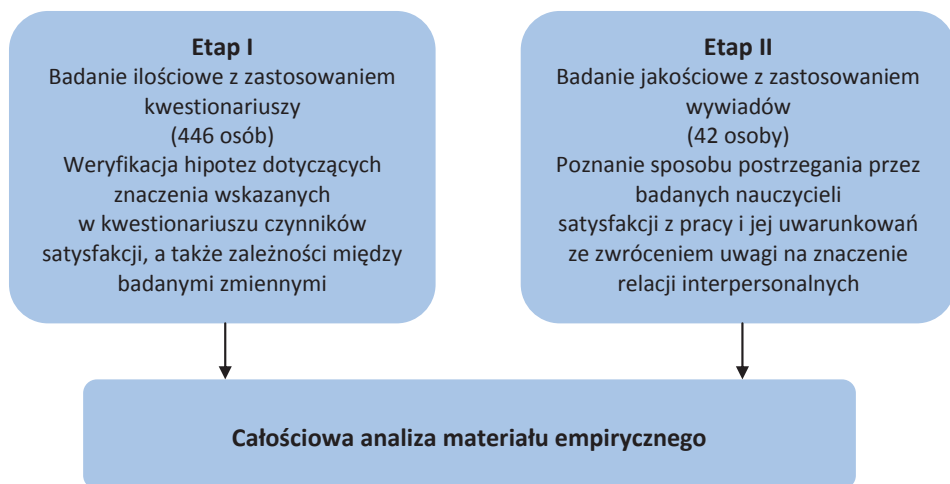 Etap I
Badanie ilościowe z zastosowaniem
kwestionariuszy
(446 osób)
Weryfikacja hipotez dotyczących
znaczenia wskazanych
w kwestionariuszu czynników
satysfakcji, a także zależności między
badanymi zmiennymi
Etap II
Badanie jakościowe z zastosowaniem
wywiadów
(42 osoby)
Poznanie sposobu postrzegania przez
badanych nauczycieli
satysfakcji z pracy i jej uwarunkowań
ze zwróceniem uwagi na znaczenie
relacji interpersonalnych
Całościowa analiza materiału empirycznego